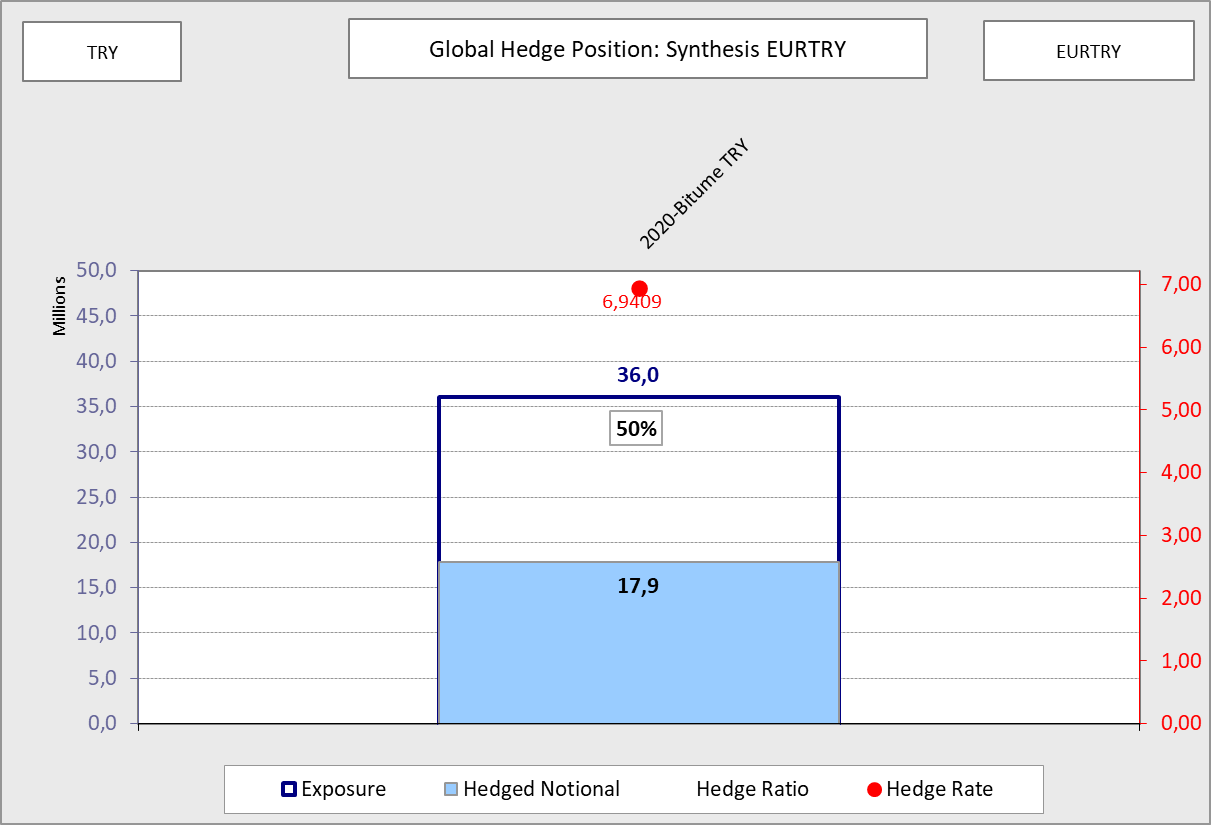 TRY
Global Hedge Position: Synthesis EURTRY
EURTRY
2020-Bitume TRY
Millions
50,0
45,0
40,0
35,0
30,0
25,0
20,0
15,0
10,0
5,0
0,0
6,9409
36,0
50%
17,9
7,00
6,00
5,00
4,00
3,00
2,00
1,00
0,00
Exposure
Hedged Notional
Hedge Ratio
Hedge Rate